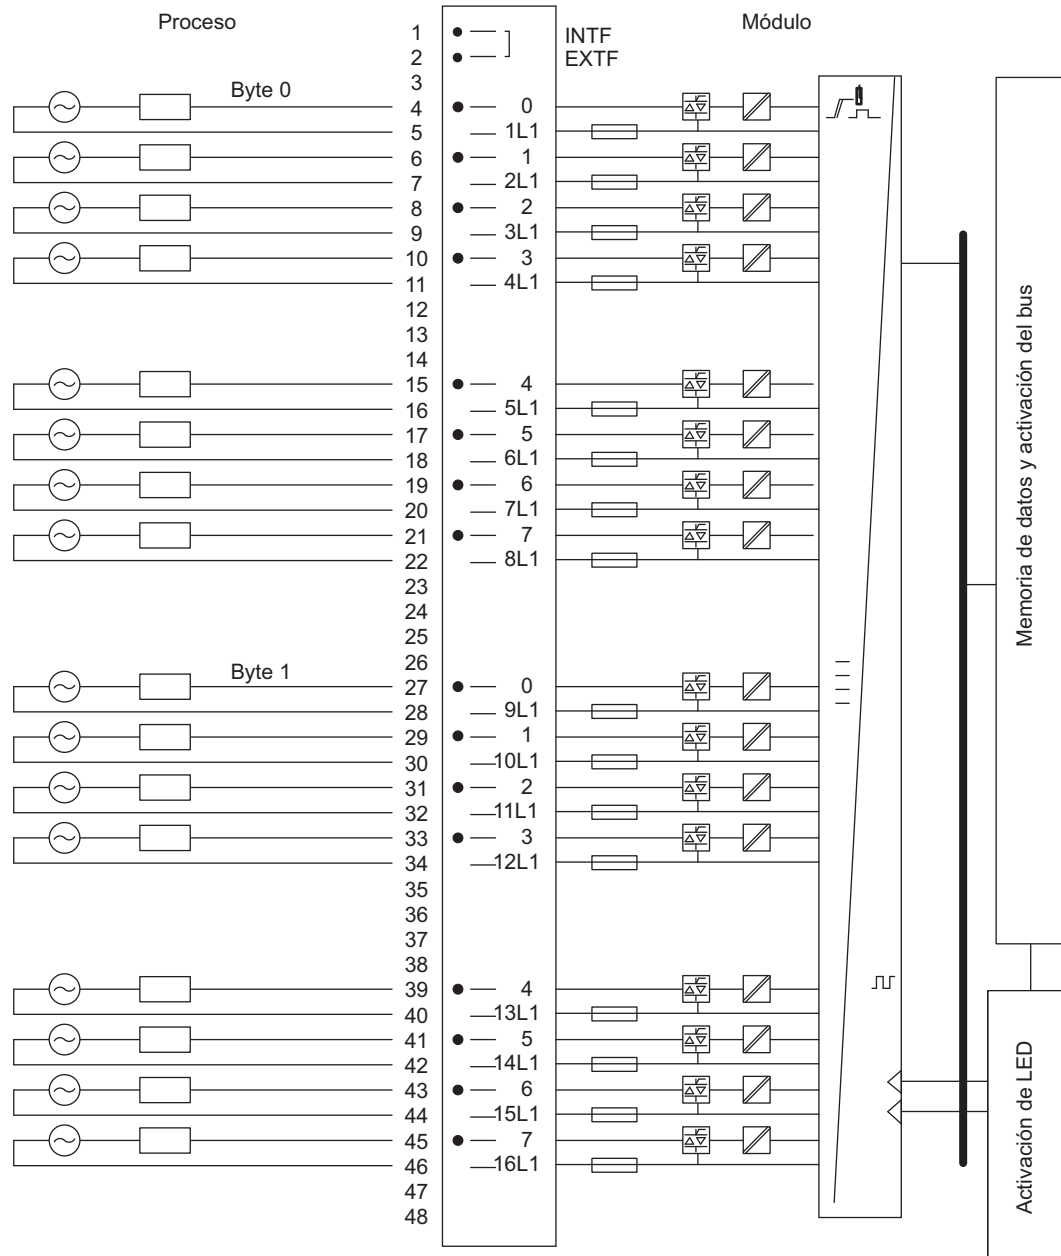 Proceso
Módulo
1 INTF
2 EXTF
3
Byte 0
4 0
5 1L1
6 1
7 2L1
8 2
9 3L1
10 3
11 4L1
12
13
14
15 4
16 5L1
17 5
18 6L1
19 6
20 7L1
21 7
22 8L1
23
24
25
26
Byte 1
27 0
28 9L1
29 1
30 10L1
31 2
32 11L1
33 3
34 12L1
35
36
37
38
39 4
40 13L1
41 5
42 14L1
43 6
44 15L1
45 7
46 16L1
47
48
Memoria de datos y activación del bus
Activación de LED